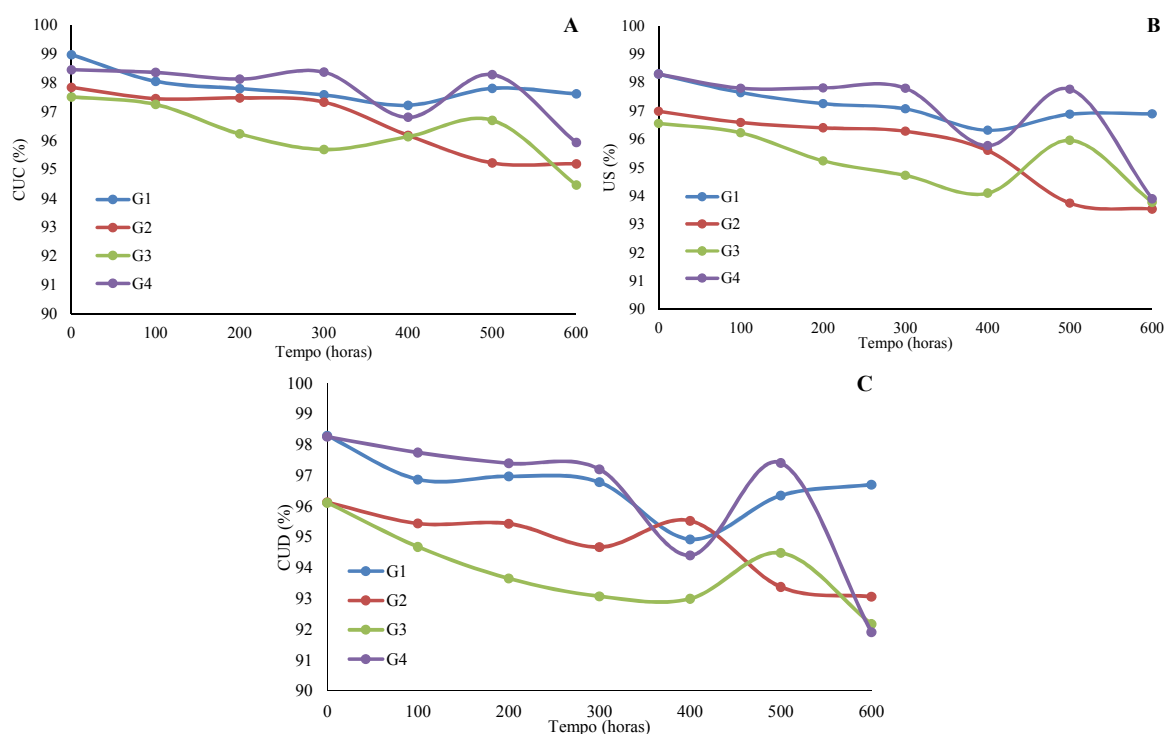 A
CUC (%)
100
99
98
97
96
95
94
93
92
91
90
G1
G2
G3
G4
0 100 200 300 400 500 600
Tempo (horas)
B
US (%)
100
99
98
97
96
95
94
93
92
91
90
G1
G2
G3
G4
0 100 200 300 400 500 600
Tempo (horas)
C
CUD (%)
100
99
98
97
96
95
94
93
92
91
90
G1
G2
G3
G4
0 100 200 300 400 500 600
Tempo (horas)